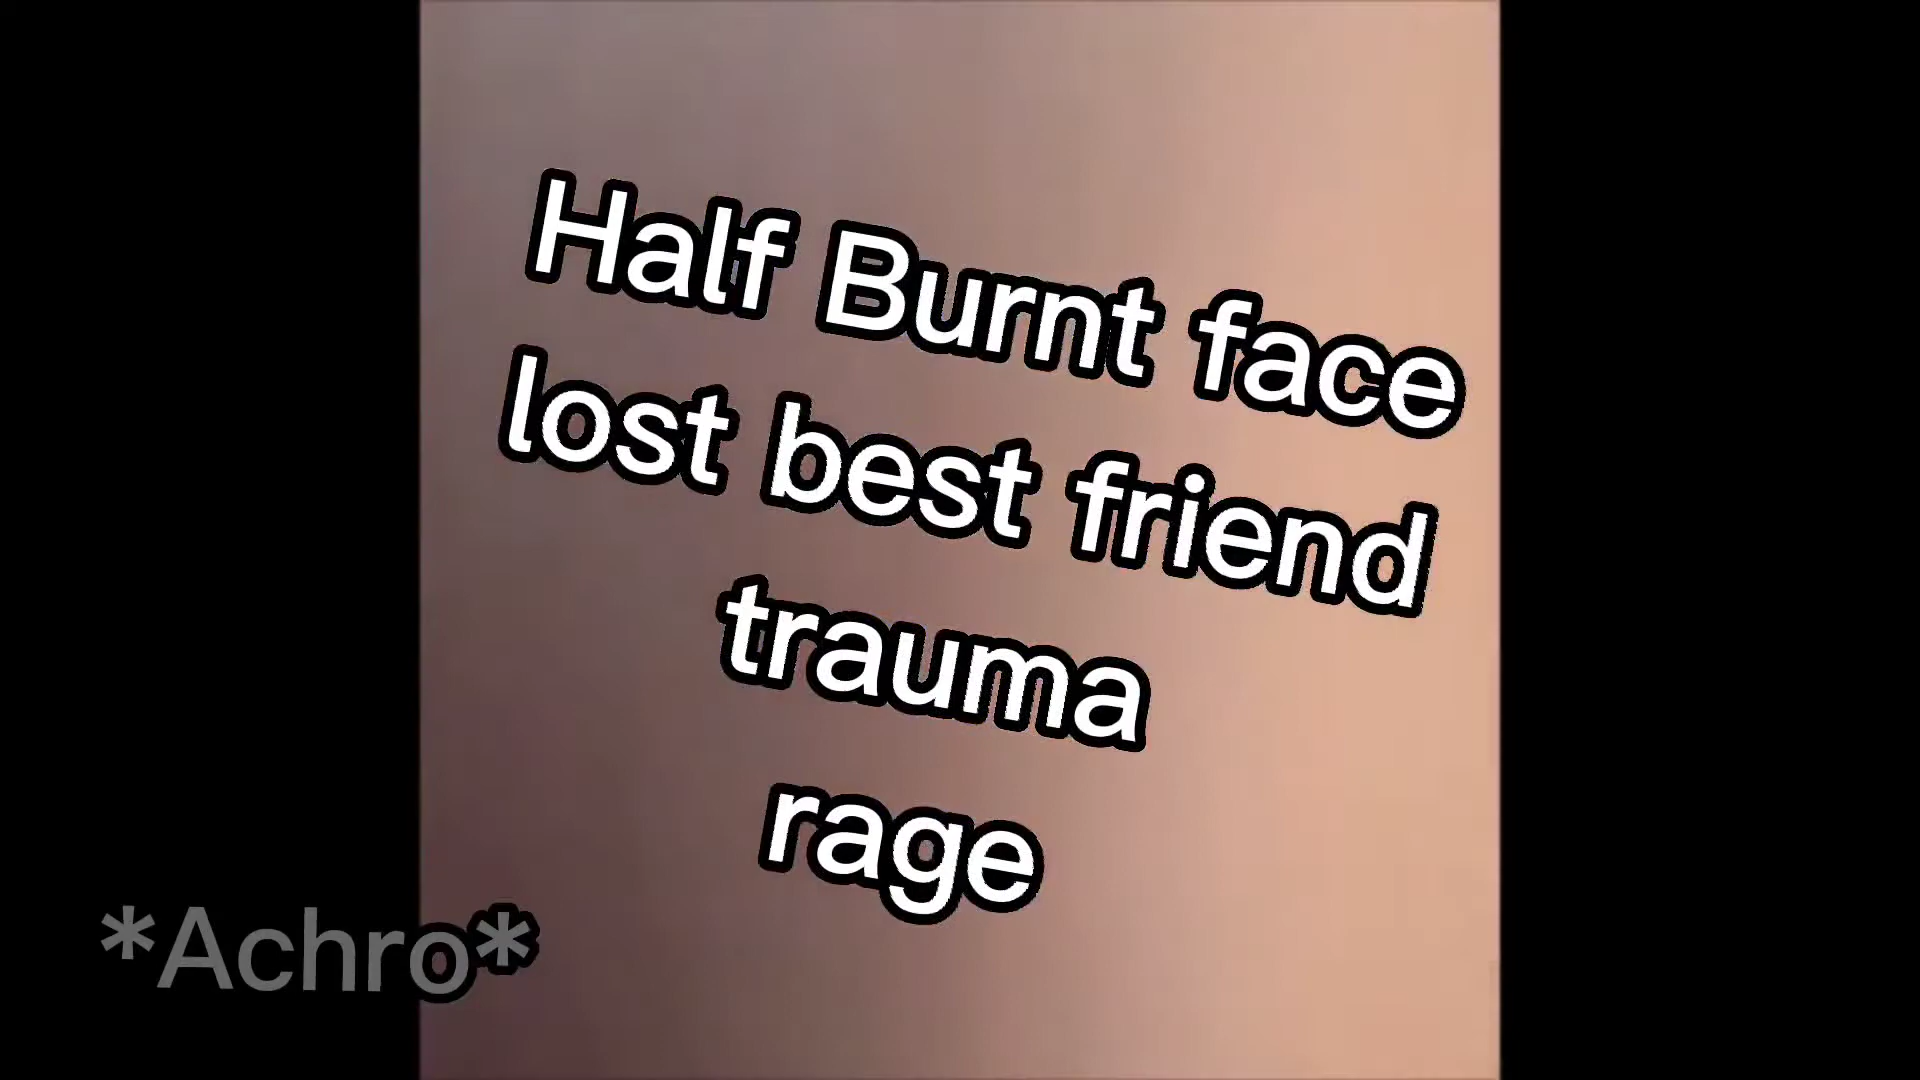 Half Burnt face
lost best friend
trauma
rage
*Achro*